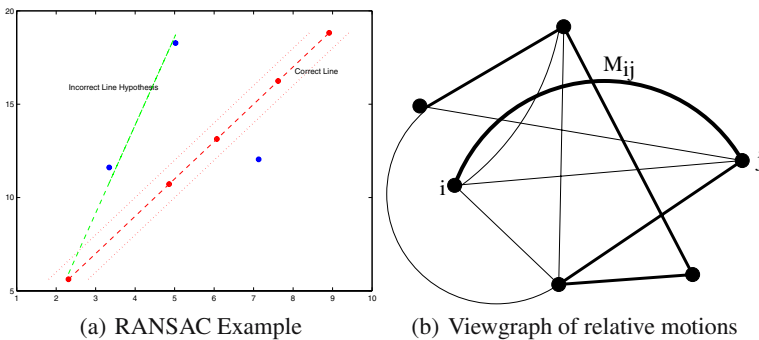 20
15
10
5
1 2 3 4 5 6 7 8 9 10
Incorrect Line Hypothesis
Correct Line
(a) RANSAC Example
M_ij
i
j
(b) Viewgraph of relative motions